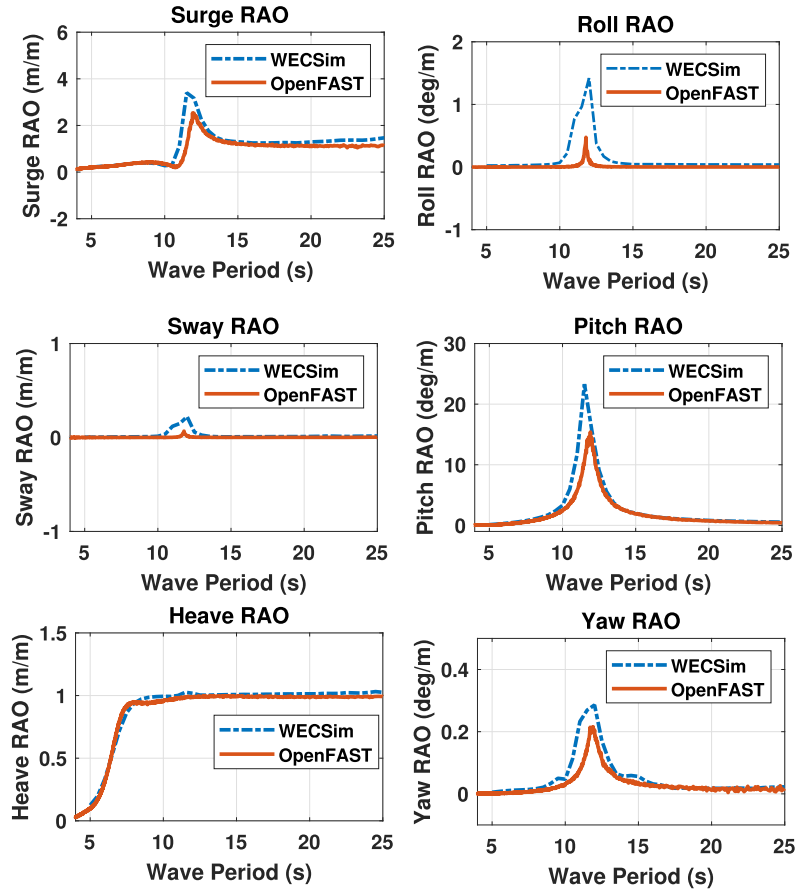 Surge RAO
6
4
2
0
-2
Surge RAO (m/m)
WECSim
OpenFAST
5 10 15 20 25
Wave Period (s)
Roll RAO
2
1
0
-1
Roll RAO (deg/m)
WECSim
OpenFAST
5 10 15 20 25
Wave Period (s)
Sway RAO
1
0
-1
Sway RAO (m/m)
WECSim
OpenFAST
5 10 15 20 25
Wave Period (s)
Pitch RAO
30
20
10
0
Pitch RAO (deg/m)
WECSim
OpenFAST
5 10 15 20 25
Wave Period (s)
Heave RAO
1.5
1
0.5
0
Heave RAO (m/m)
WECSim
OpenFAST
5 10 15 20 25
Wave Period (s)
Yaw RAO
0.4
0.2
0
Yaw RAO (deg/m)
WECSim
OpenFAST
5 10 15 20 25
Wave Period (s)